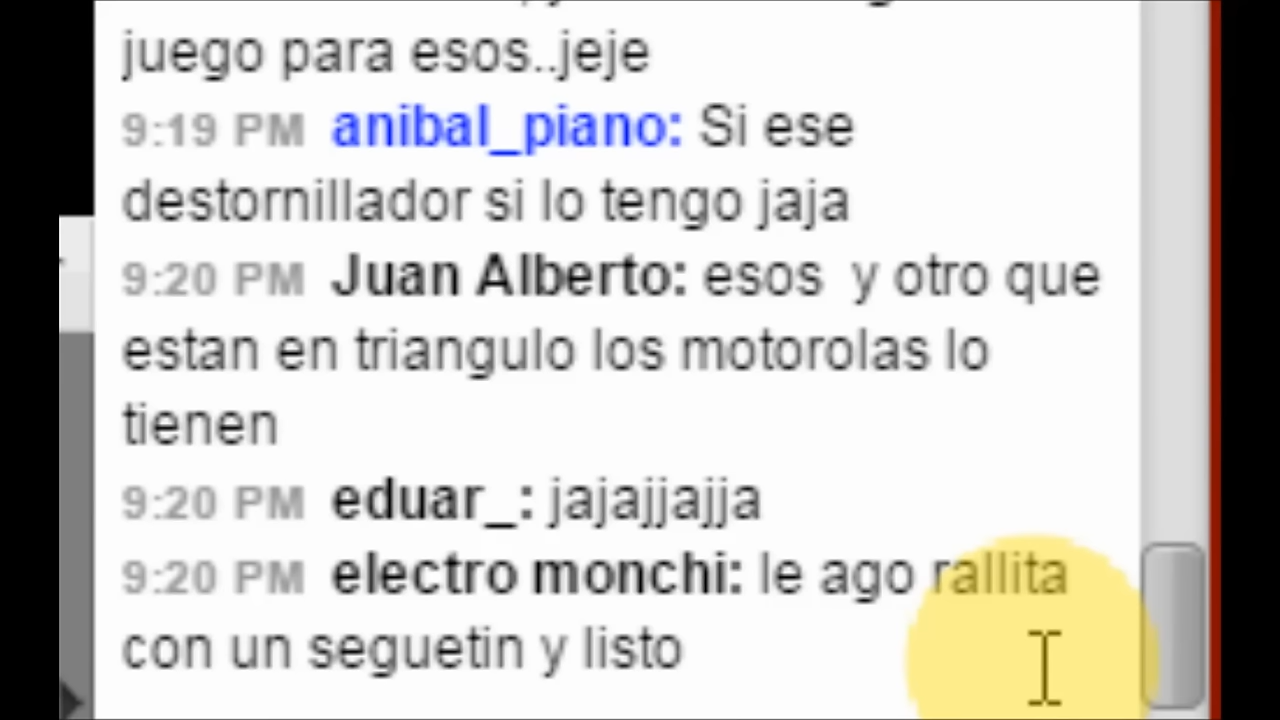 juego para esos..jeje
9:19 PM anibal_piano: Si ese
destornillador si lo tengo jaja
9:20 PM Juan Alberto: esos y otro que
estan en triangulo los motorolas lo
tienen
9:20 PM eduar_: jajajjajja
9:20 PM electro monchi: le ago rallita
con un seguetin y listo